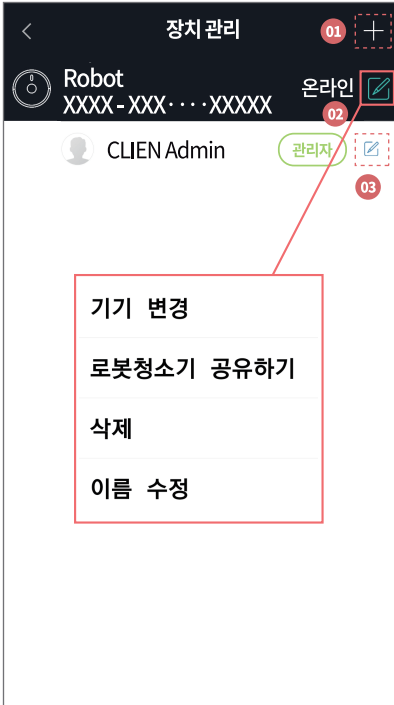 장치 관리
01
Robot
XXXX - XXX····XXXXX
온라인
02
CLIEN Admin
관리자
03
기기 변경
로봇청소기 공유하기
삭제
이름 수정